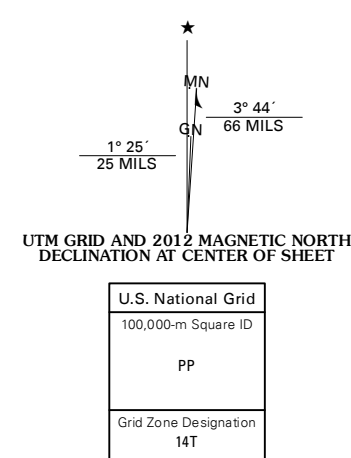 MN
3° 44´
66 MILS
GN
1° 25´
25 MILS
UTM GRID AND 2012 MAGNETIC NORTH
DECLINATION AT CENTER OF SHEET
U.S. National Grid
100,000-m Square ID
PP
Grid Zone Designation
14T